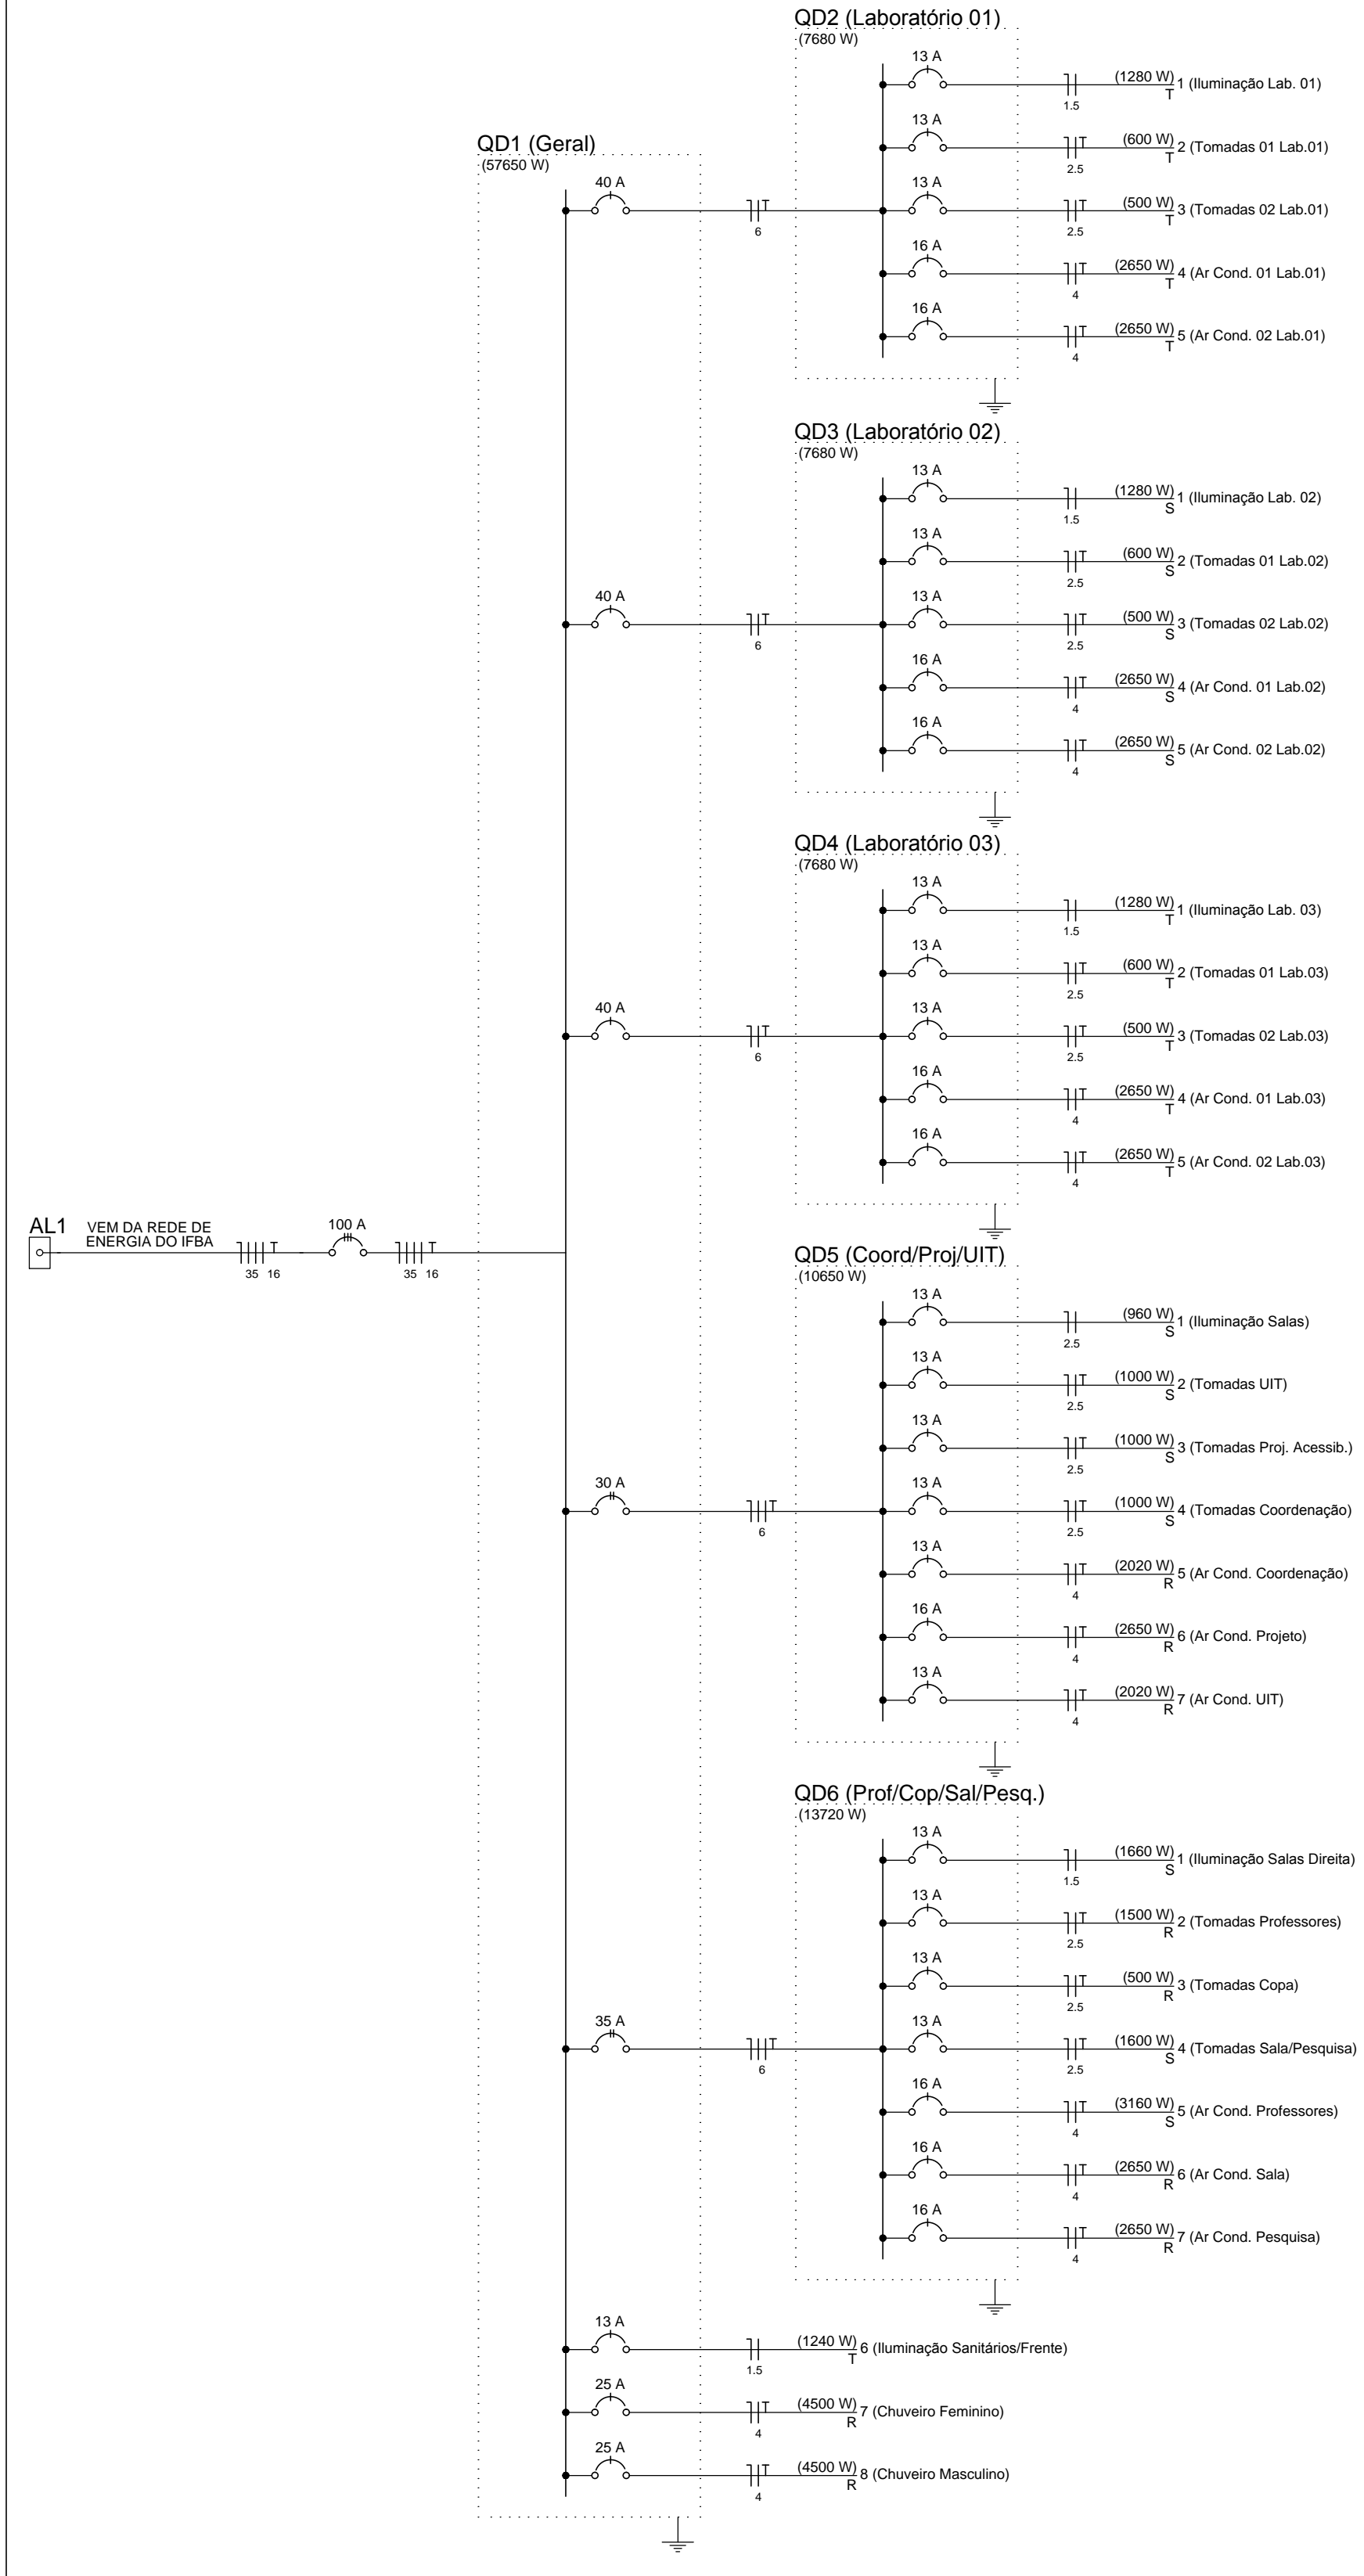 QD2 (Laboratório 01)
(7680 W)
13 A
(1280 W)
1 (Iluminação Lab. 01)
1.5
T
13 A
(600 W)
2 (Tomadas 01 Lab.01)
T
2.5
T
QD1 (Geral)
(57650 W)
40 A
T
6
13 A
(500 W)
3 (Tomadas 02 Lab.01)
T
2.5
T
16 A
(2650 W)
4 (Ar Cond. 01 Lab.01)
T
4
T
16 A
(2650 W)
5 (Ar Cond. 02 Lab.01)
T
4
T
QD3 (Laboratório 02)
(7680 W)
13 A
(1280 W)
1 (Iluminação Lab. 02)
1.5
S
13 A
(600 W)
2 (Tomadas 01 Lab.02)
T
2.5
S
40 A
T
6
13 A
(500 W)
3 (Tomadas 02 Lab.02)
T
2.5
S
16 A
(2650 W)
4 (Ar Cond. 01 Lab.02)
T
4
S
16 A
(2650 W)
5 (Ar Cond. 02 Lab.02)
T
4
S
QD4 (Laboratório 03)
(7680 W)
13 A
(1280 W)
1 (Iluminação Lab. 03)
1.5
T
13 A
(600 W)
2 (Tomadas 01 Lab.03)
T
2.5
T
40 A
T
6
13 A
(500 W)
3 (Tomadas 02 Lab.03)
T
2.5
T
16 A
(2650 W)
4 (Ar Cond. 01 Lab.03)
T
4
T
16 A
(2650 W)
5 (Ar Cond. 02 Lab.03)
T
4
T
AL1
VEM DA REDE DE
ENERGIA DO IFBA
T
35 16
100 A
T
35 16
QD5 (Coord/Proj/UIT)
(10650 W)
13 A
(960 W)
1 (Iluminação Salas)
2.5
S
13 A
(1000 W)
2 (Tomadas UIT)
T
2.5
S
13 A
(1000 W)
3 (Tomadas Proj. Acessib.)
T
2.5
S
30 A
T
6
13 A
(1000 W)
4 (Tomadas Coordenação)
T
2.5
S
13 A
(2020 W)
5 (Ar Cond. Coordenação)
T
4
R
16 A
(2650 W)
6 (Ar Cond. Projeto)
T
4
R
13 A
(2020 W)
7 (Ar Cond. UIT)
T
4
R
QD6 (Prof/Cop/Sal/Pesq.)
(13720 W)
13 A
(1660 W)
1 (Iluminação Salas Direita)
1.5
S
13 A
(1500 W)
2 (Tomadas Professores)
T
2.5
R
13 A
(500 W)
3 (Tomadas Copa)
T
2.5
R
35 A
T
6
13 A
(1600 W)
4 (Tomadas Sala/Pesquisa)
T
2.5
S
16 A
(3160 W)
5 (Ar Cond. Professores)
T
4
S
16 A
(2650 W)
6 (Ar Cond. Sala)
T
4
R
16 A
(2650 W)
7 (Ar Cond. Pesquisa)
T
4
R
13 A
(1240 W)
6 (Iluminação Sanitários/Frente)
1.5
T
25 A
(4500 W)
7 (Chuveiro Feminino)
T
4
R
25 A
(4500 W)
8 (Chuveiro Masculino)
T
4
R